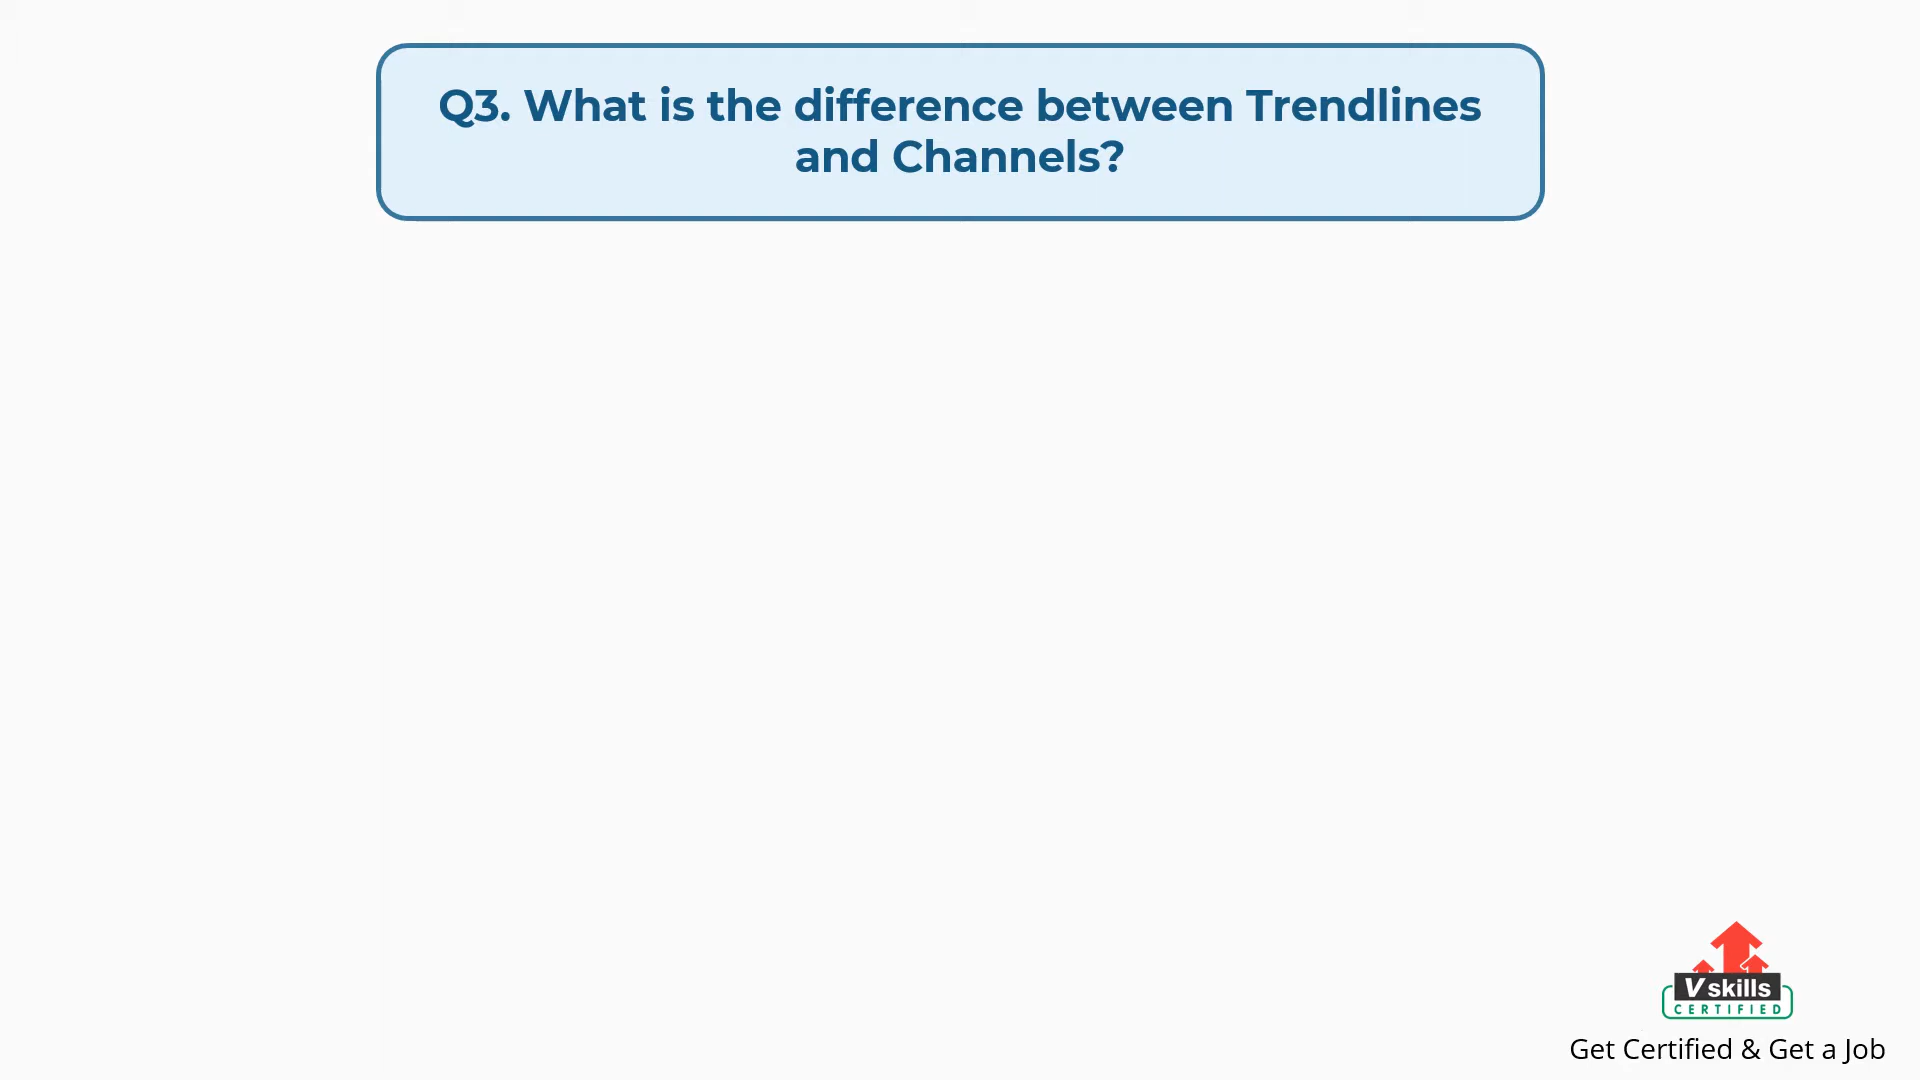 Q3. What is the difference between Trendlines
and Channels?
Vskills
CERTIFIED
Get Certified & Get a Job